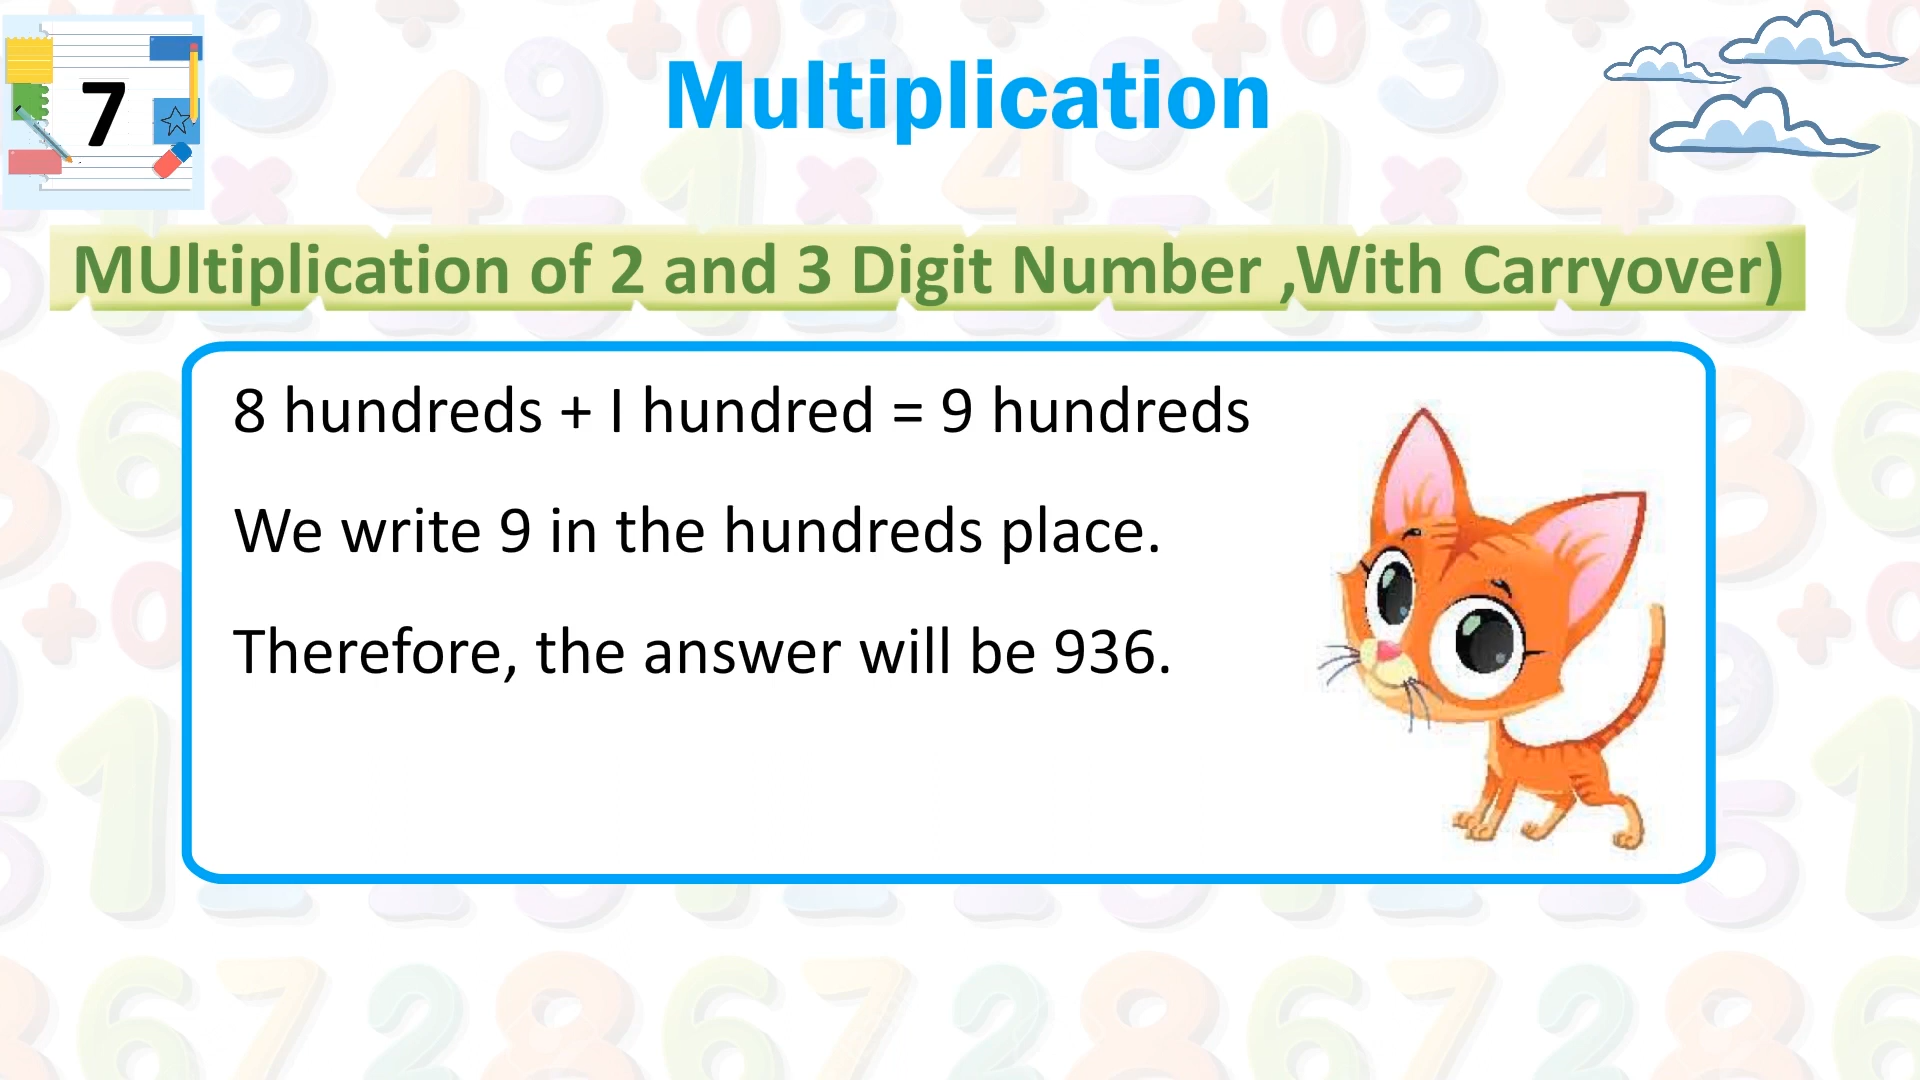 7
Multiplication
MUltiplication of 2 and 3 Digit Number ,With Carryover)
8 hundreds + I hundred = 9 hundreds
We write 9 in the hundreds place.
Therefore, the answer will be 936.